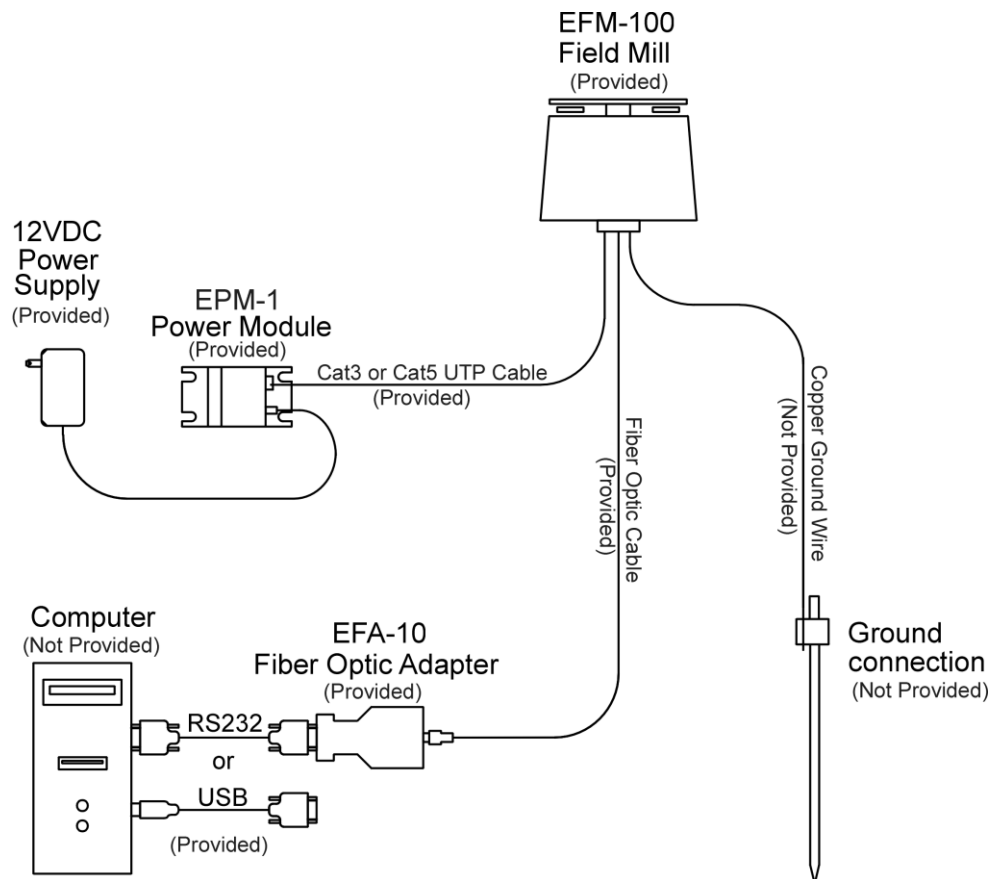 EFM-100
Field Mill
(Provided)
12VDC
Power
Supply
(Provided)
EPM-1
Power Module
(Provided)
Cat3 or Cat5 UTP Cable
(Provided)
Fiber Optic Cable
(Provided)
Copper Ground Wire
(Not Provided)
Computer
(Not Provided)
EFA-10
Fiber Optic Adapter
(Provided)
RS232
or
USB
(Provided)
Ground
connection
(Not Provided)